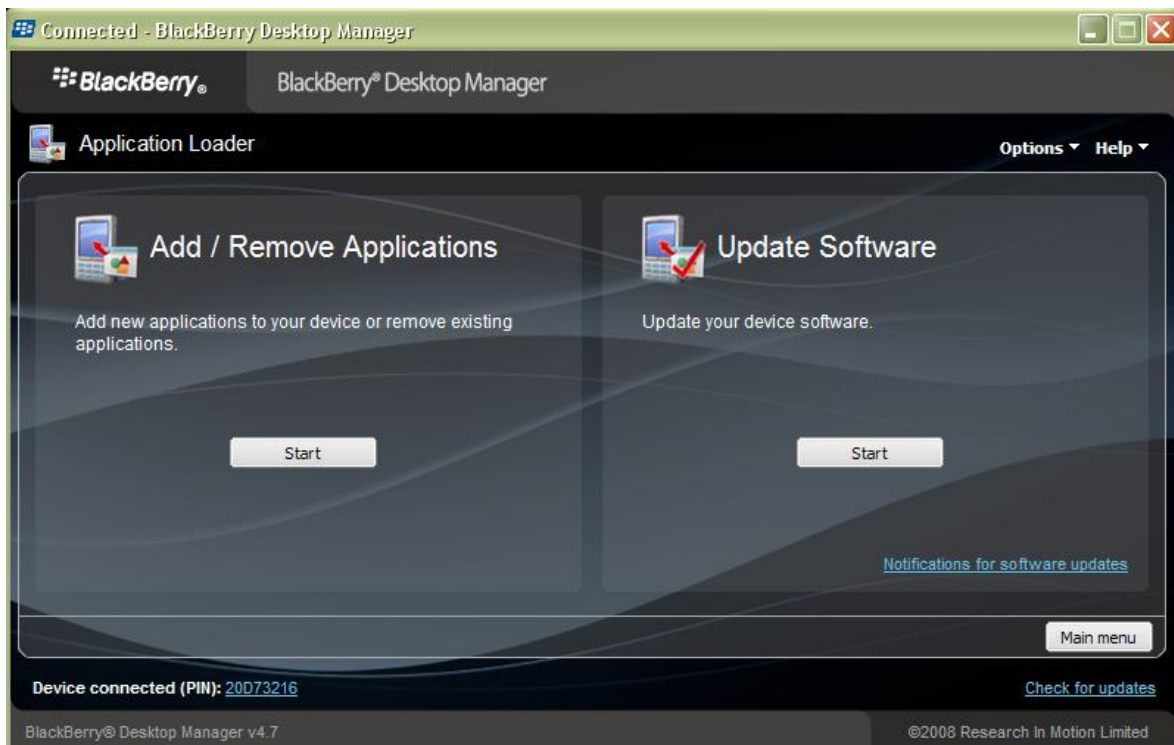 Connected - BlackBerry Desktop Manager
BlackBerry®
BlackBerry® Desktop Manager
Application Loader
Options
Help
Add / Remove Applications
Add new applications to your device or remove existing
applications.
Start
Update Software
Update your device software.
Start
Notifications for software updates
Main menu
Device connected (PIN): 20D73216
Check for updates
BlackBerry® Desktop Manager v4.7
©2008 Research In Motion Limited